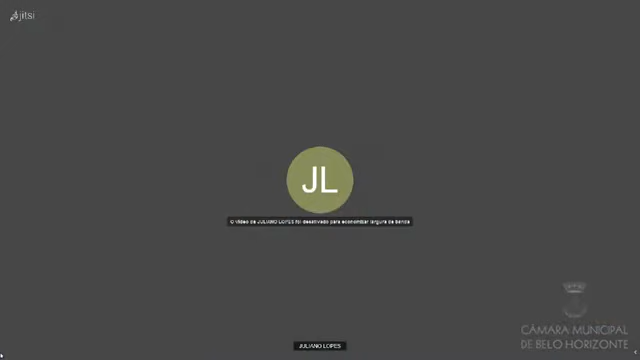 jitsi
JL
O vídeo de JULIANO LOPES foi desativado para economizar largura da banda
CÂMARA MUNICIPAL
DE BELO HORIZONTE
JULIANO LOPES